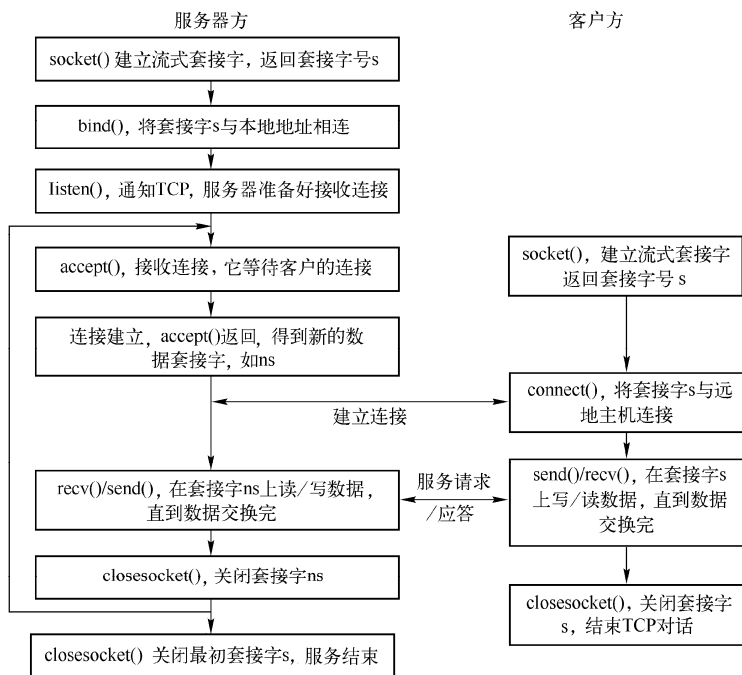 服务器方
socket() 建立流式套接字，返回套接字号s
bind()，将套接字s与本地地址相连
listen()，通知TCP，服务器准备好接收连接
accept()，接收连接，它等待客户的连接
连接建立，accept()返回，得到新的数
据套接字，如ns
建立连接
recv()/send()，在套接字ns上读/写数据，
直到数据交换完
服务请求
/应答
closesocket()，关闭套接字ns
closesocket() 关闭最初套接字s，服务结束
客户方
socket()，建立流式套接字
返回套接字号 s
connect()，将套接字s与远
地主机连接
send()/recv()，在套接字s
上写/读数据，直到数据
交换完
closesocket()，关闭套接字
s，结束TCP对话